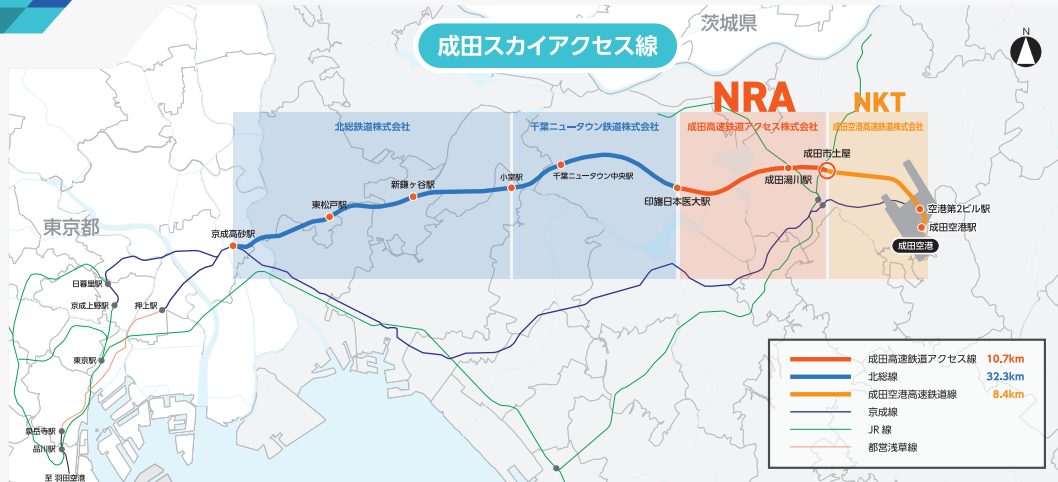 成田スカイアクセス線
茨城県
N
NRA
NKT
北総鉄道株式会社
千葉ニュータウン鉄道株式会社
成田高速鉄道アクセス株式会社
成田空港高速鉄道株式会社
成田市土屋
小室駅
千葉ニュータウン中央駅
成田湯川駅
新鎌ヶ谷駅
印旛日本医大駅
東松戸駅
空港第2ビル駅
成田空港駅
東京都
京成高砂駅
成田空港
日暮里駅
京成上野駅
押上駅
東京駅
成田高速鉄道アクセス線 10.7km
北総線 32.3km
成田空港高速鉄道線 8.4km
京成線
JR線
都営浅草線
泉岳寺駅
品川駅
至 羽田空港